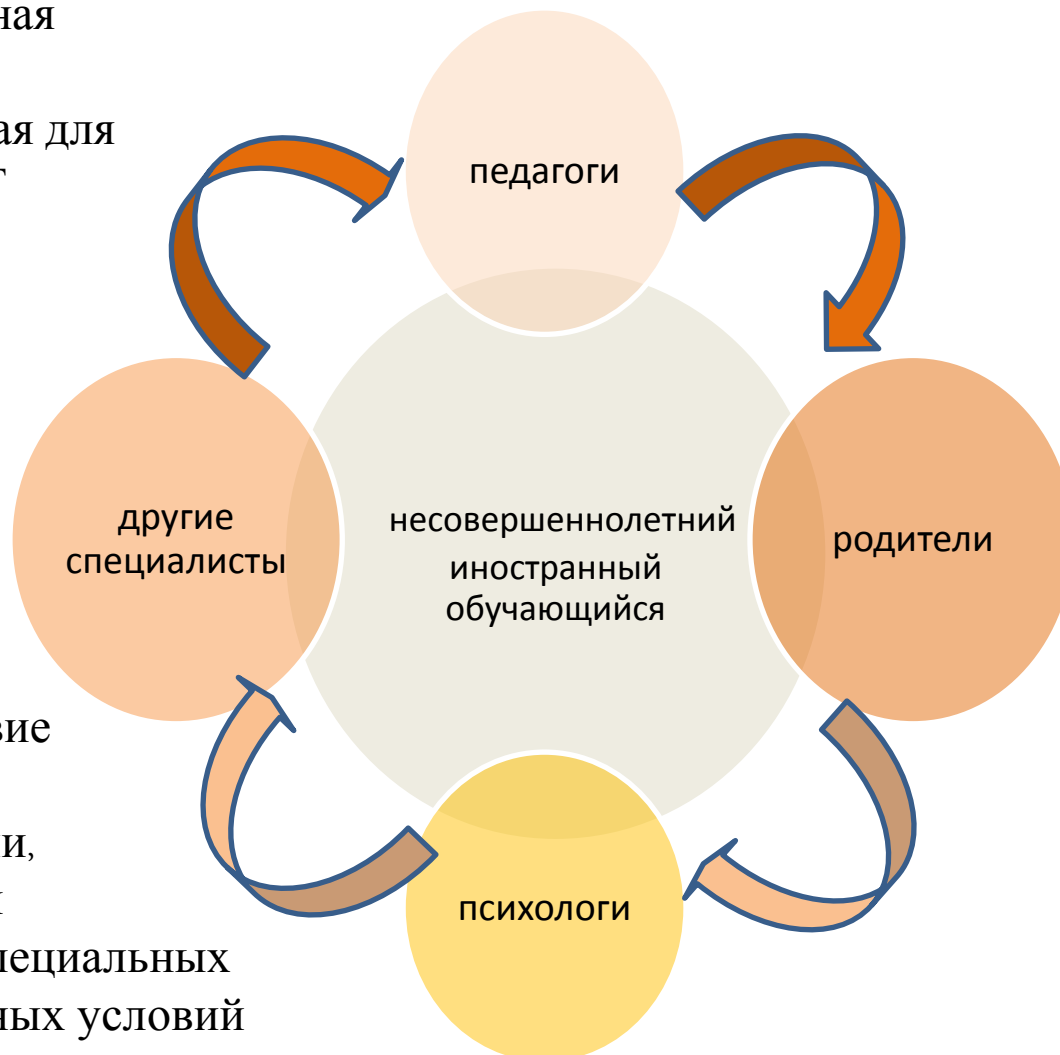 ная
ая для
педагоги
другие
специалисты
несовершеннолетний
иностранный
обучающийся
родители
вие
и,
психологи
пециальных
ных условий